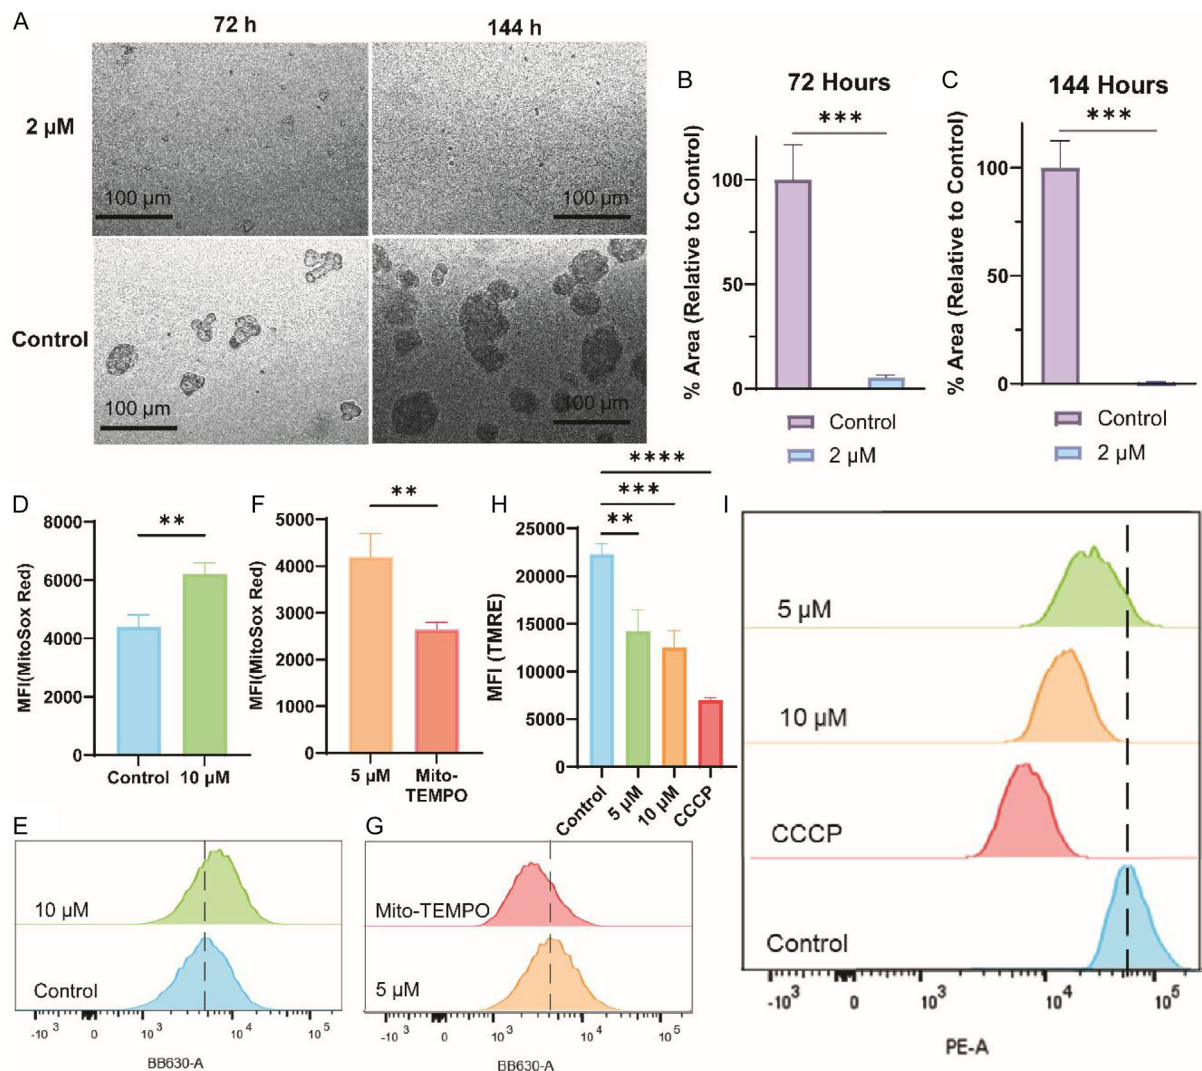 A
72 h
144 h
2 µM
100 µm
100 µm
Control
100 µm
100 µm
B
72 Hours
***
% Area (Relative to Control)
100
50
0
Control
2 µM
C
144 Hours
***
% Area (Relative to Control)
100
50
0
Control
2 µM
D
**
MFI(MitoSox Red)
8000
6000
4000
2000
0
Control
10 µM
F
**
MFI(MitoSox Red)
5000
4000
3000
2000
1000
0
5 µM
Mito-
TEMPO
H
****
***
**
MFI (TMRE)
25000
20000
15000
10000
5000
0
Control
5 µM
10 µM
CCCP
I
5 µM
10 µM
CCCP
Control
-10³ 0 10³ 10⁴ 10⁵
PE-A
E
10 µM
Control
-10³ 0 10³ 10⁴ 10⁵
BB630-A
G
Mito-TEMPO
5 µM
-10³ 0 10³ 10⁴ 10⁵
BB630-A